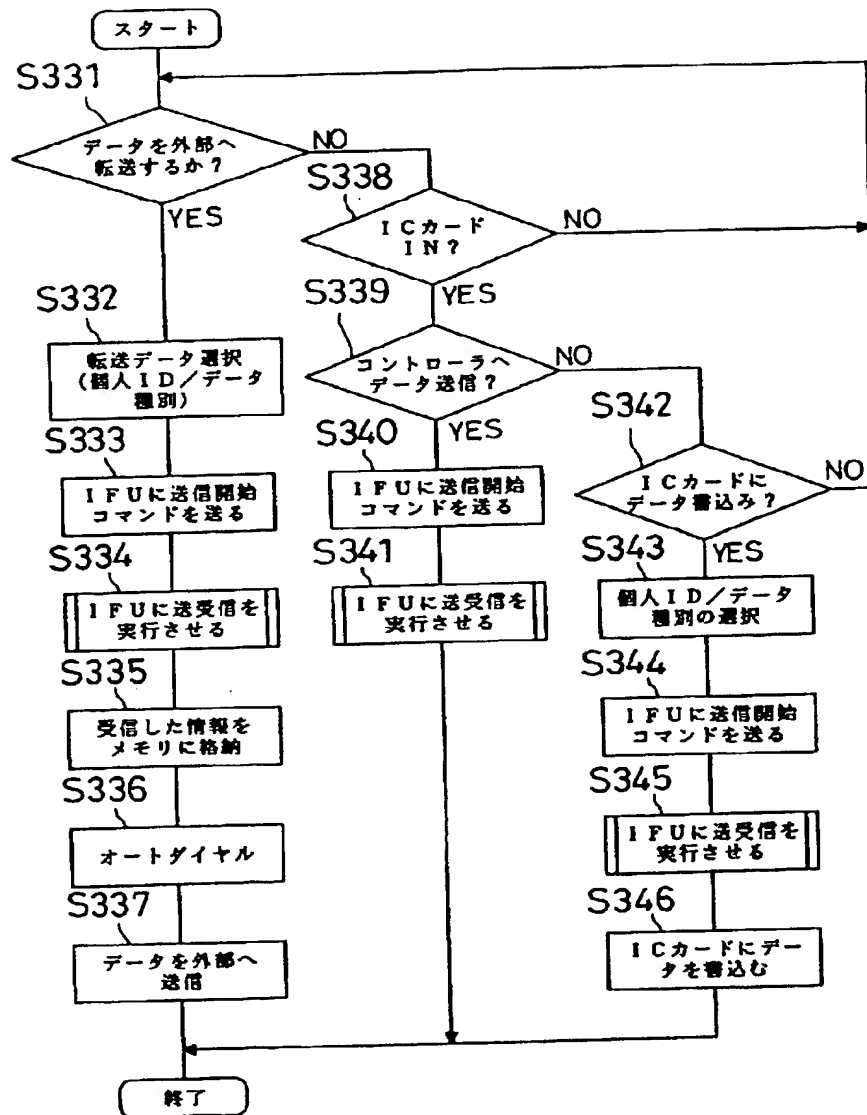 スタート
S331
データを外部へ
転送するか?
NO
YES
S338
ICカード
IN?
NO
YES
S332
転送データ選択
(個人ID/データ
種別)
S339
コントローラへ
データ送信?
NO
YES
S333
IFUに送信開始
コマンドを送る
S340
IFUに送信開始
コマンドを送る
S342
ICカードに
データ書込み?
NO
YES
S334
IFUに送受信を
実行させる
S341
IFUに送受信を
実行させる
S343
個人ID/データ
種別の選択
S335
受信した情報を
メモリに格納
S344
IFUに送信開始
コマンドを送る
S336
オートダイヤル
S345
IFUに送受信を
実行させる
S337
データを外部へ
送信
S346
ICカードにデー
タを書込む
終了